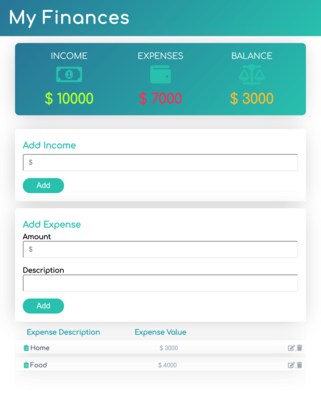 My Finances
INCOME EXPENSES BALANCE
$ 10000 $ 7000 $ 3000
Add Income
$
Add
Add Expense
Amount
$
Description
Add
Expense Description Expense Value
Home $ 3000
Food $ 4000